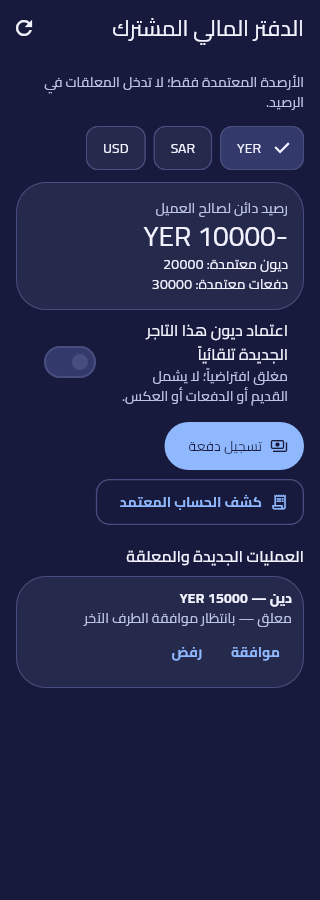 الدفتر المالي المشترك
الأرصدة المعتمدة فقط؛ لا تدخل المعلقات في
الرصيد.
YER
SAR
USD
رصيد دائن لصالح العميل
YER 10000-
ديون معتمدة: 20000
دفعات معتمدة: 30000
اعتماد ديون هذا التاجر
الجديدة تلقائياً
مغلق افتراضياً؛ لا يشمل
القديم أو الدفعات أو العكس.
تسجيل دفعة
كشف الحساب المعتمد
العمليات الجديدة والمعلقة
دين — 15000 YER
معلق — بانتظار موافقة الطرف الآخر
موافقة
رفض